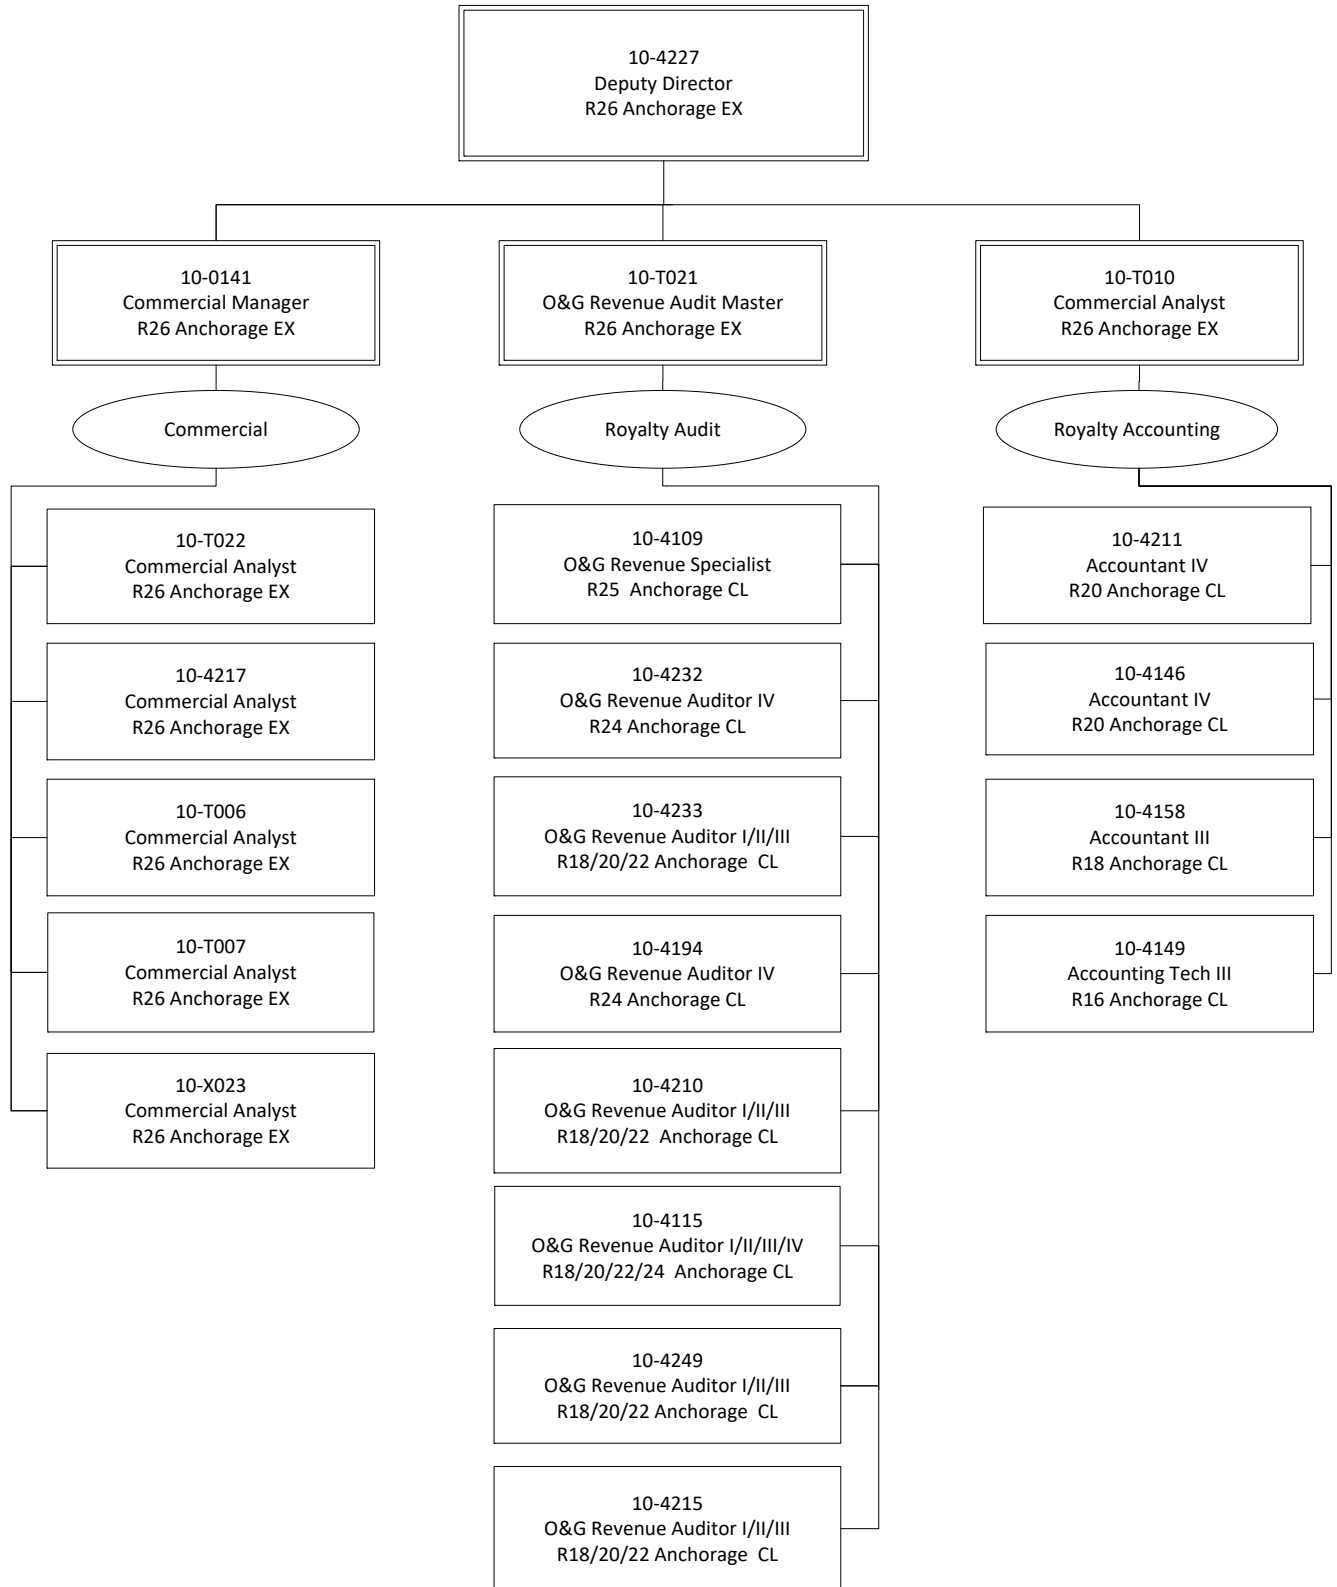 10-4227
Deputy Director
R26 Anchorage EX
10-0141
Commercial Manager
R26 Anchorage EX
10-T021
O&G Revenue Audit Master
R26 Anchorage EX
10-T010
Commercial Analyst
R26 Anchorage EX
Commercial
Royalty Audit
Royalty Accounting
10-T022
Commercial Analyst
R26 Anchorage EX
10-4217
Commercial Analyst
R26 Anchorage EX
10-T006
Commercial Analyst
R26 Anchorage EX
10-T007
Commercial Analyst
R26 Anchorage EX
10-X023
Commercial Analyst
R26 Anchorage EX
10-4109
O&G Revenue Specialist
R25 Anchorage CL
10-4232
O&G Revenue Auditor IV
R24 Anchorage CL
10-4233
O&G Revenue Auditor I/II/III
R18/20/22 Anchorage CL
10-4194
O&G Revenue Auditor IV
R24 Anchorage CL
10-4210
O&G Revenue Auditor I/II/III
R18/20/22 Anchorage CL
10-4115
O&G Revenue Auditor I/II/III/IV
R18/20/22/24 Anchorage CL
10-4249
O&G Revenue Auditor I/II/III
R18/20/22 Anchorage CL
10-4215
O&G Revenue Auditor I/II/III
R18/20/22 Anchorage CL
10-4211
Accountant IV
R20 Anchorage CL
10-4146
Accountant IV
R20 Anchorage CL
10-4158
Accountant III
R18 Anchorage CL
10-4149
Accounting Tech III
R16 Anchorage CL